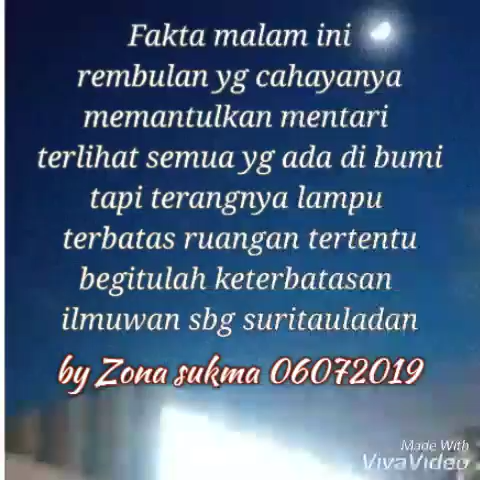 Fakta malam ini
rembulan yg cahayanya
memantulkan mentari
terlihat semua yg ada di bumi
tapi terangnya lampu
terbatas ruangan tertentu
begitulah keterbatasan
ilmuwan sbg suritauladan
by Zona sukma 06072019
Made With
VivaVideo